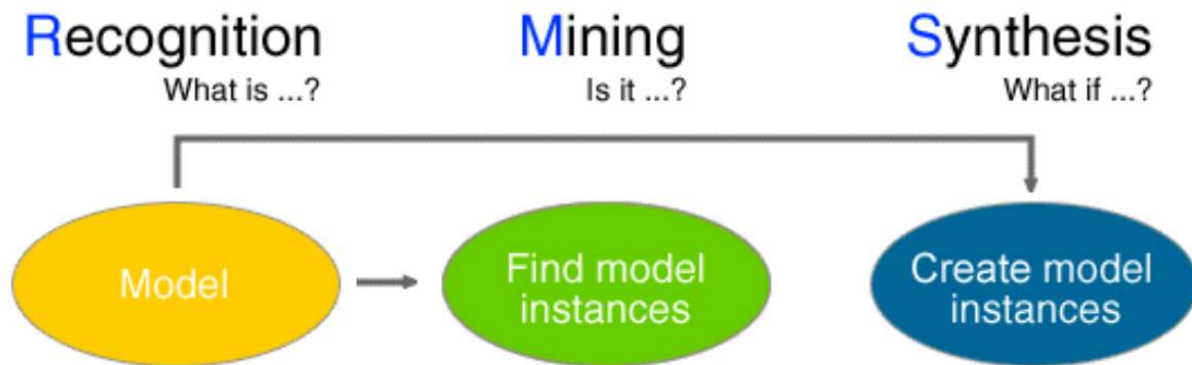 Recognition
What is ...?
Mining
Is it ...?
Synthesis
What if ...?
Model
Find model
instances
Create model
instances